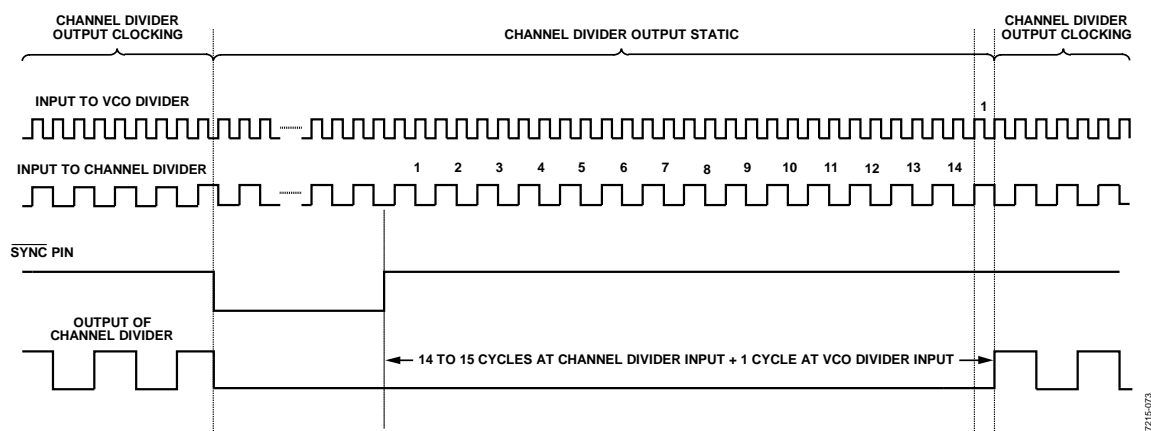 CHANNEL DIVIDER
OUTPUT CLOCKING
CHANNEL DIVIDER OUTPUT STATIC
CHANNEL DIVIDER
OUTPUT CLOCKING
INPUT TO VCO DIVIDER
1
INPUT TO CHANNEL DIVIDER
1 2 3 4 5 6 7 8 9 10 11 12 13 14
SYNC PIN
OUTPUT OF
CHANNEL DIVIDER
14 TO 15 CYCLES AT CHANNEL DIVIDER INPUT + 1 CYCLE AT VCO DIVIDER INPUT
7215-073